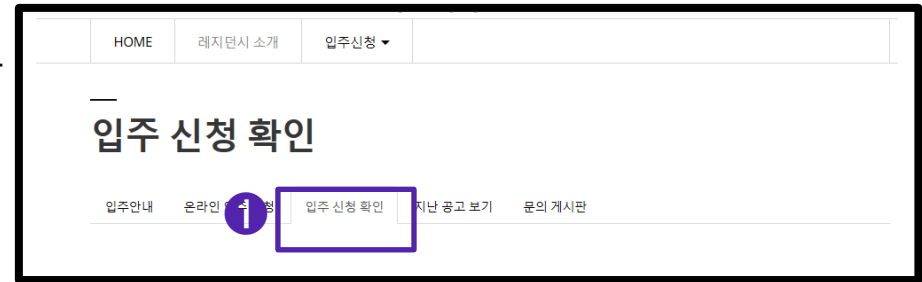 HOME 레지던시 소개 입주신청
입주 신청 확인
입주안내 온라인 1 입주 신청 확인 지난 공고 보기 문의 게시판